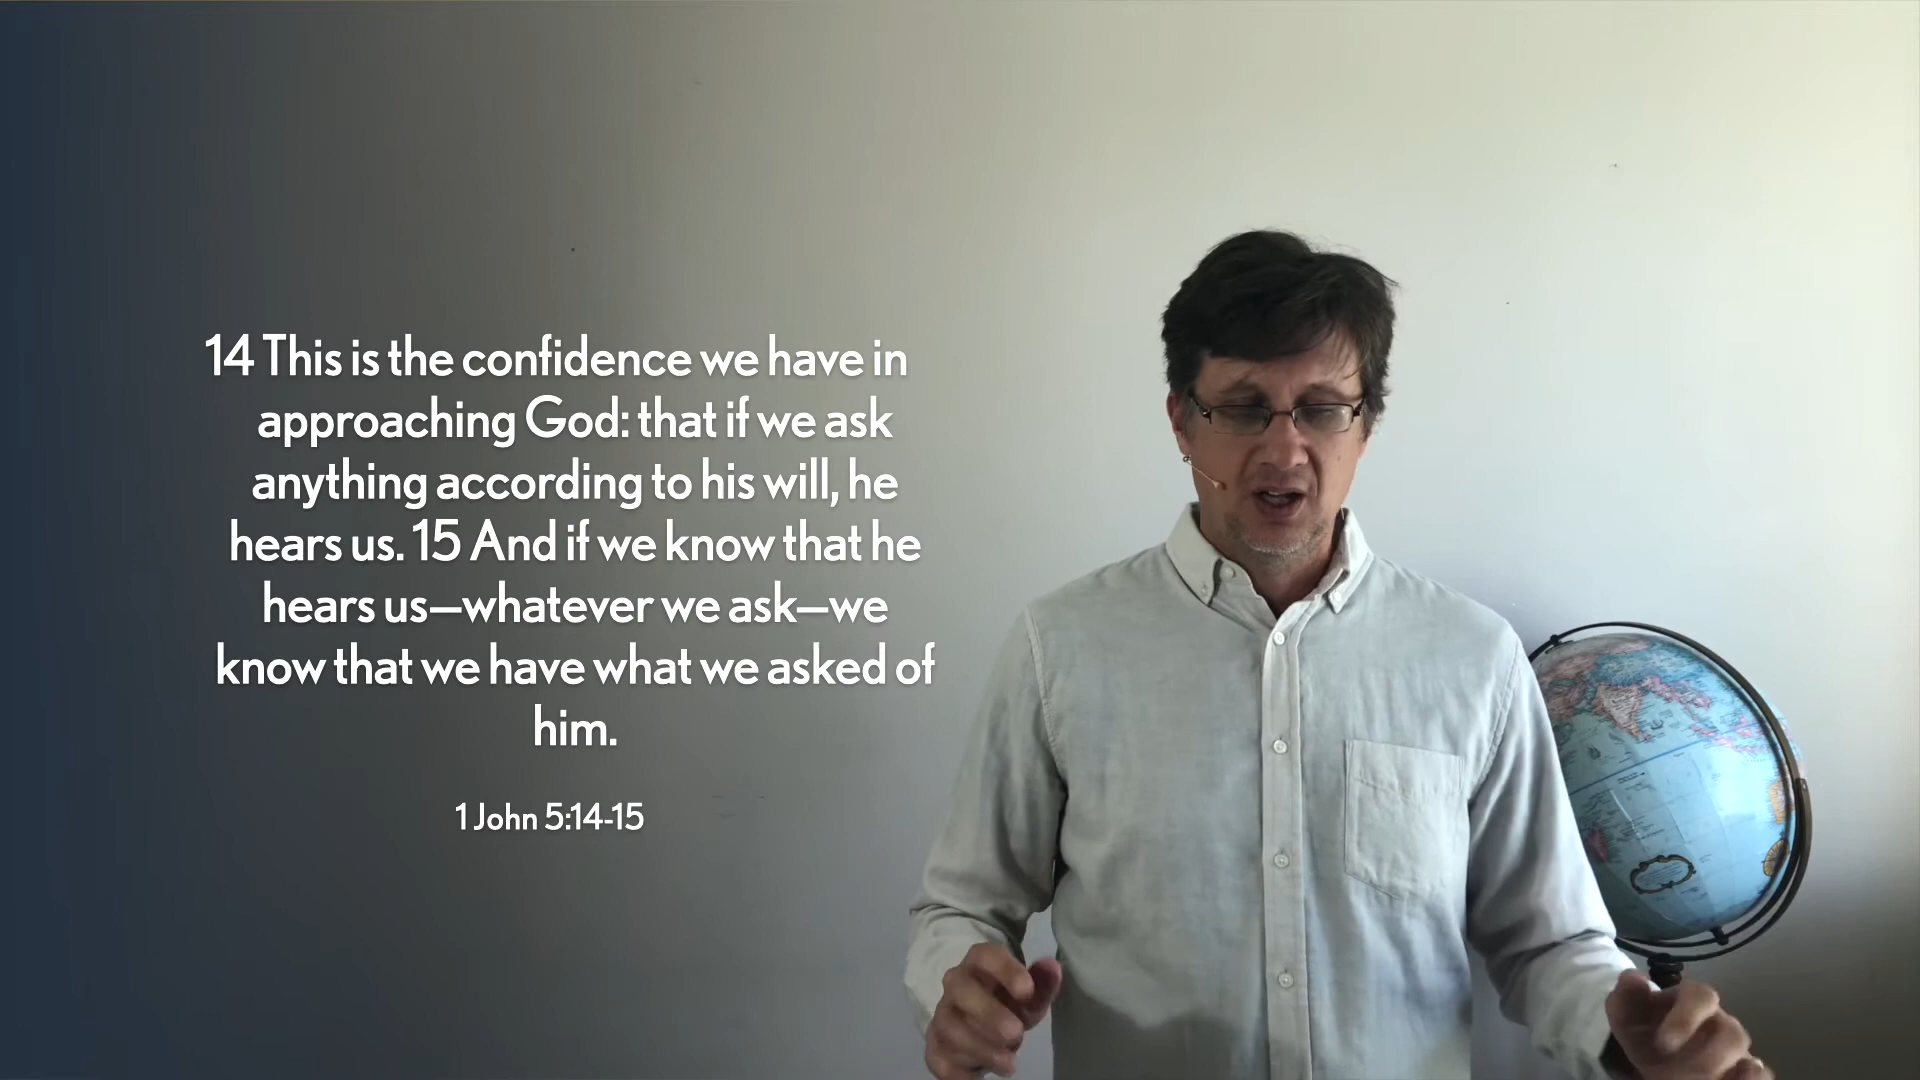 14 This is the confidence we have in
approaching God: that if we ask
anything according to his will, he
hears us. 15 And if we know that he
hears us—whatever we ask—we
know that we have what we asked of
him.
1 John 5:14-15